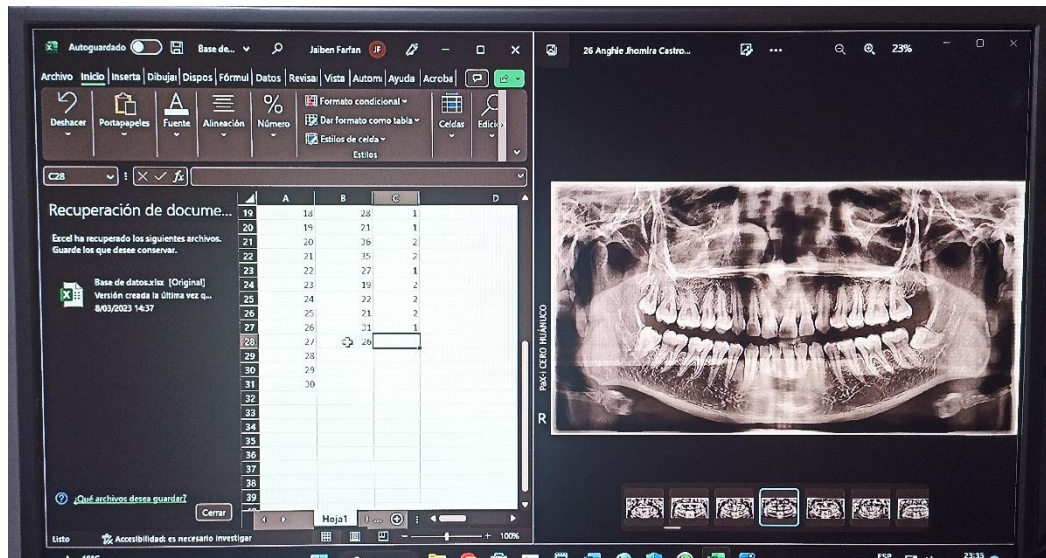 Autoguardado
Base de...
Jaiben Farfan
JF
Archivo Inicio Inserta Dibujar Dispos Fórmul Datos Revisar Vista Autom Ayuda Acroba
Deshacer
Portapapeles
Fuente
Alineación
Número
Formato condicional
Dar formato como tabla
Estilos de celda
Estilos
Celdas
Edició
C28
fx
Recuperación de docume...
Excel ha recuperado los siguientes archivos.
Guarde los que desee conservar.
Base de datos.xlsx [Original]
Versión creada la última vez q...
8/03/2023 14:37
¿Qué archivos desea guardar?
Cerrar
A B C D
19 18 28 1
20 19 21 1
21 20 36 2
22 21 35 2
23 22 27 1
24 23 19 2
25 24 22 2
26 25 21 2
27 26 31 1
28 27 26
29 28
30 29
31 30
32
33
34
35
36
37
38
39
Hoja1
Listo
Accesibilidad: es necesario investigar
100%
26 Anghie Jhomira Castro...
23%
PaX-i CERO HUÁNUCO
R
ESP
23:35